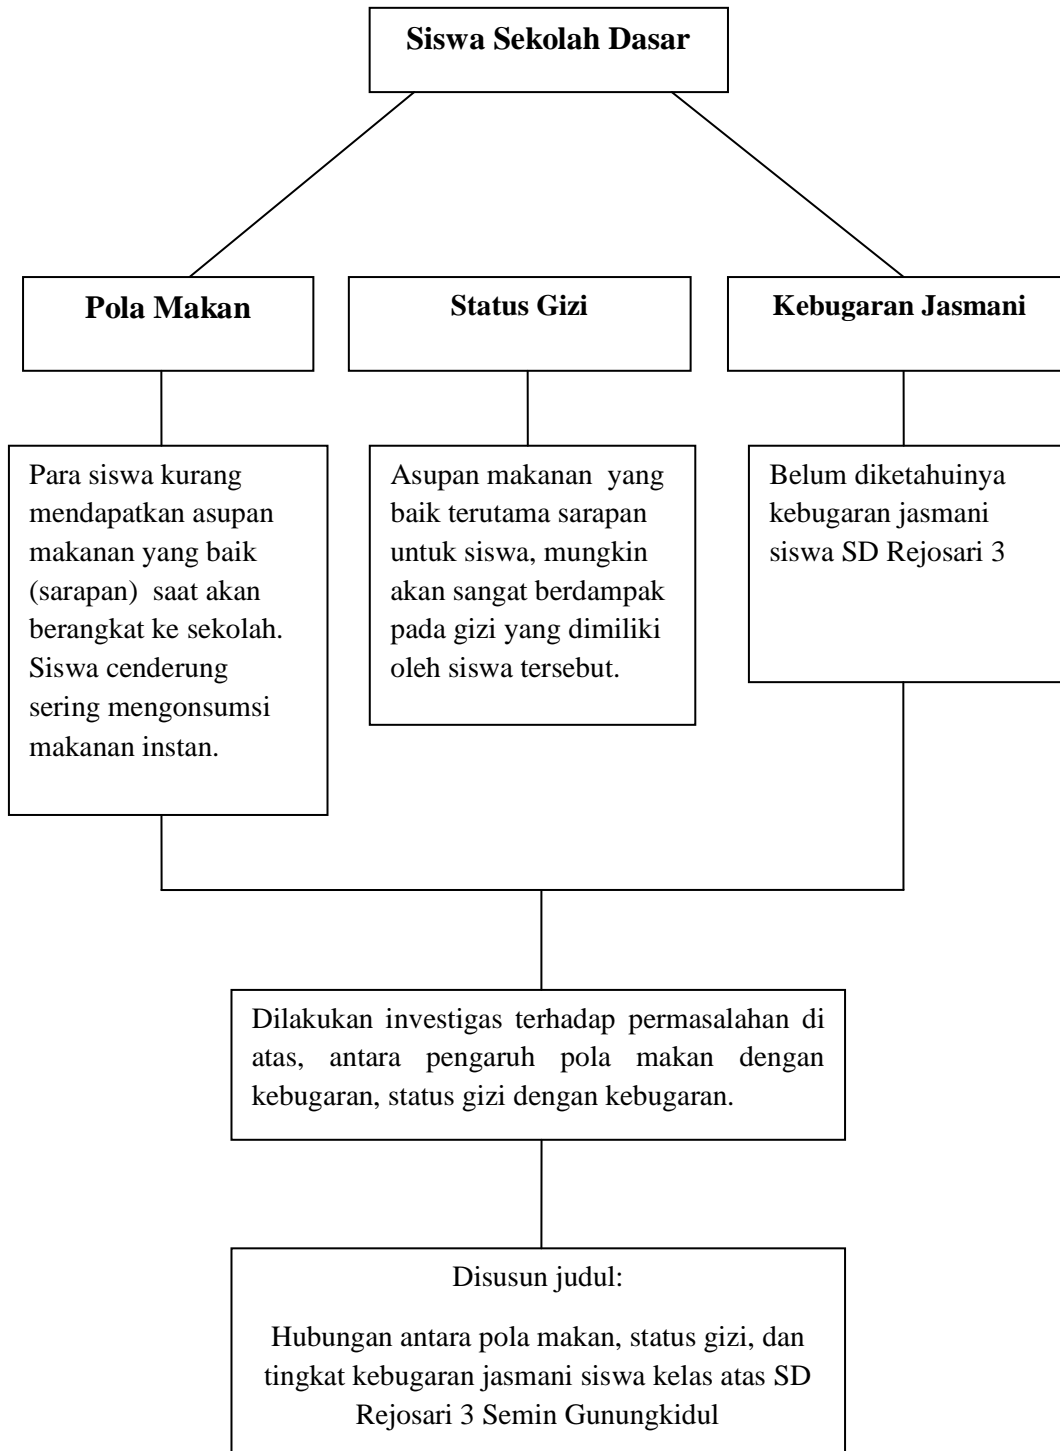 Siswa Sekolah Dasar
Pola Makan
Status Gizi
Kebugaran Jasmani
Para siswa kurang
mendapatkan asupan
makanan yang baik
(sarapan) saat akan
berangkat ke sekolah.
Siswa cenderung
sering mengonsumsi
makanan instan.
Asupan makanan yang
baik terutama sarapan
untuk siswa, mungkin
akan sangat berdampak
pada gizi yang dimiliki
oleh siswa tersebut.
Belum diketahuinya
kebugaran jasmani
siswa SD Rejosari 3
Dilakukan investigas terhadap permasalahan di
atas, antara pengaruh pola makan dengan
kebugaran, status gizi dengan kebugaran.
Disusun judul:
Hubungan antara pola makan, status gizi, dan
tingkat kebugaran jasmani siswa kelas atas SD
Rejosari 3 Semin Gunungkidul